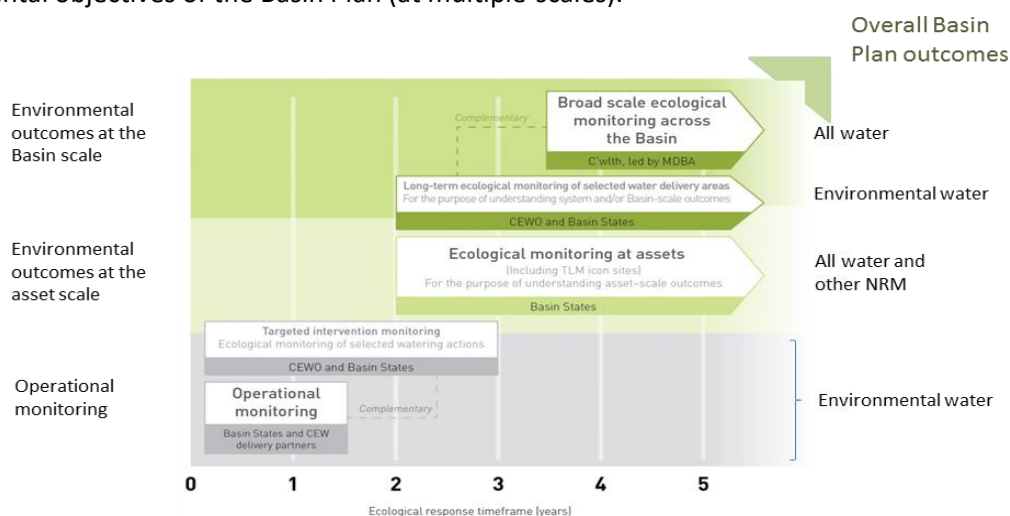 ental objectives of the Basin Plan (at multiple scales).
Overall Basin
Plan outcomes
Environmental
outcomes at the
Basin scale
Complementary
Broad scale ecological
monitoring across
the Basin
C'wlth, led by MDBA
All water
Long-term ecological monitoring of selected water delivery areas
For the purpose of understanding system and/or Basin-scale outcomes
CEWO and Basin States
Environmental water
Environmental
outcomes at the
asset scale
Ecological monitoring at assets
(Including TLM icon sites)
For the purpose of understanding asset-scale outcomes
Basin States
All water and
other NRM
Targeted intervention monitoring
Ecological monitoring of selected watering actions
CEWO and Basin States
Operational
monitoring
Operational
monitoring
Complementary
Basin States and CEW
delivery partners
Environmental water
0 1 2 3 4 5
Ecological response timeframe (years)